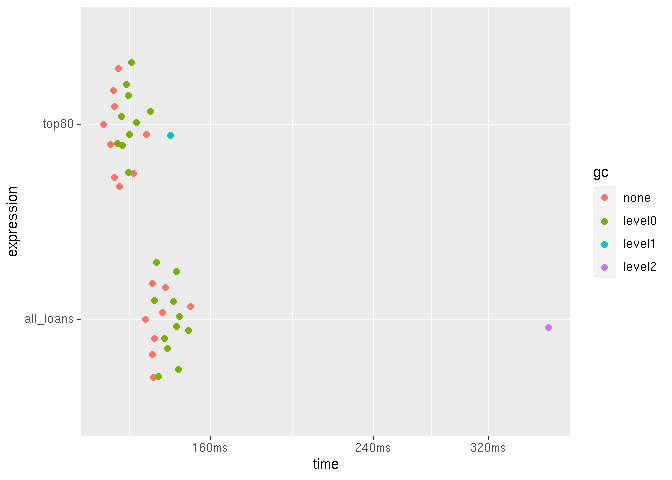 expression
top80
all_loans
160ms
240ms
320ms
time
gc
none
level0
level1
level2